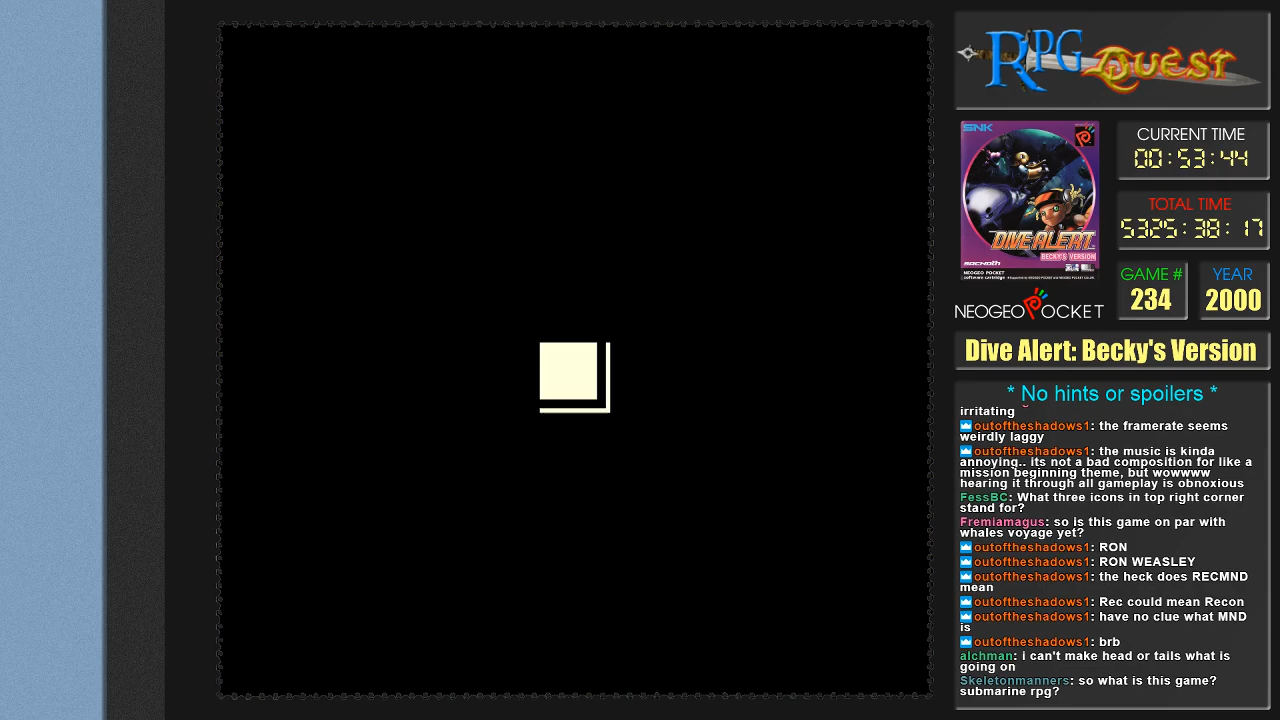 RPG QUEST
SNK
DIVE ALERT
BECKY'S VERSION
sacnoth
NEOGEO POCKET
CURRENT TIME
00:53:44
TOTAL TIME
5325:38:17
GAME #
234
YEAR
2000
NEOGEO POCKET
Dive Alert: Becky's Version
* No hints or spoilers *
irritating
outoftheshadows1: the framerate seems
weirdly laggy
outoftheshadows1: the music is kinda
annoying.. its not a bad composition for like a
mission beginning theme, but wowwww
hearing it through all gameplay is obnoxious
FessBC: What three icons in top right corner
stand for?
Fremiamagus: so is this game on par with
whales voyage yet?
outoftheshadows1: RON
outoftheshadows1: RON WEASLEY
outoftheshadows1: the heck does RECMND
mean
outoftheshadows1: Rec could mean Recon
outoftheshadows1: have no clue what MND
is
outoftheshadows1: brb
alchman: i can't make head or tails what is
going on
Skeletonmanners: so what is this game?
submarine rpg?